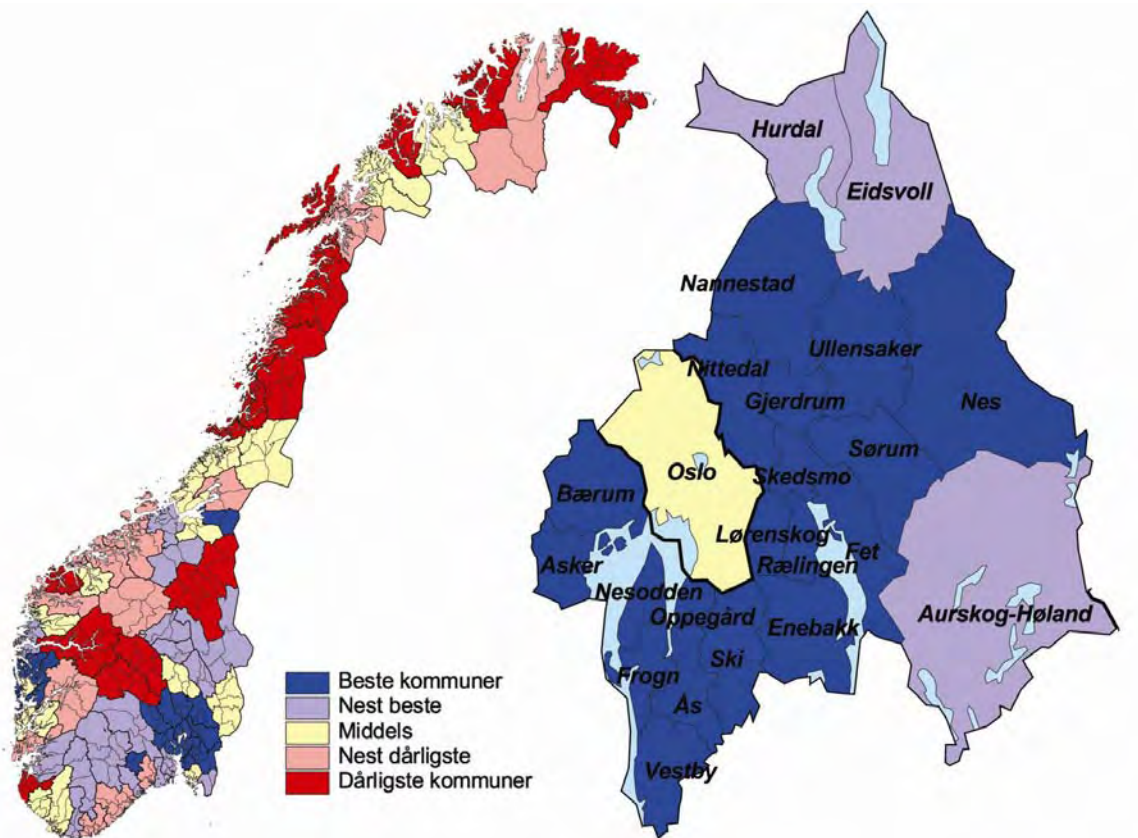 Hurdal
Eidsvoll
Nannestad
Ullensaker
Nittedal
Gjerdrum
Nes
Sørum
Oslo
Skedsmo
Bærum
Lørenskog
Fet
Asker
Rælingen
Nesodden
Oppegård
Enebakk
Aurskog-Høland
Ski
Frogn
Ås
Vestby
Beste kommuner
Nest beste
Middels
Nest dårligste
Dårligste kommuner